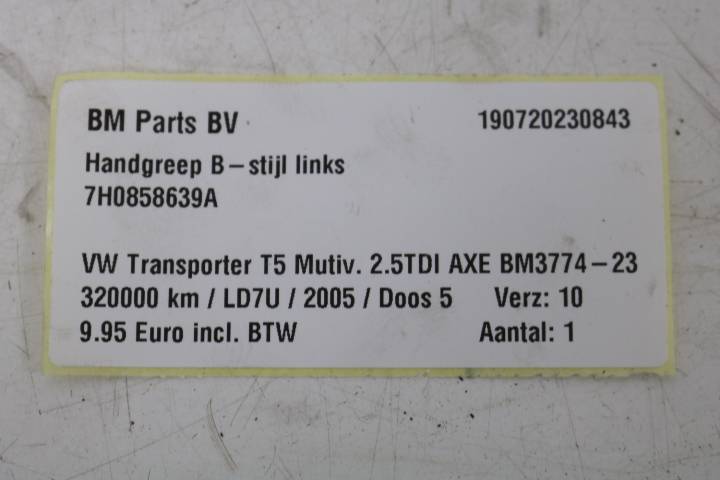 BM Parts BV 190720230843
Handgreep B-stijl links
7H0858639A
VW Transporter T5 Mutiv. 2.5TDI AXE BM3774-23
320000 km / LD7U / 2005 / Doos 5 Verz: 10
9.95 Euro incl. BTW Aantal: 1